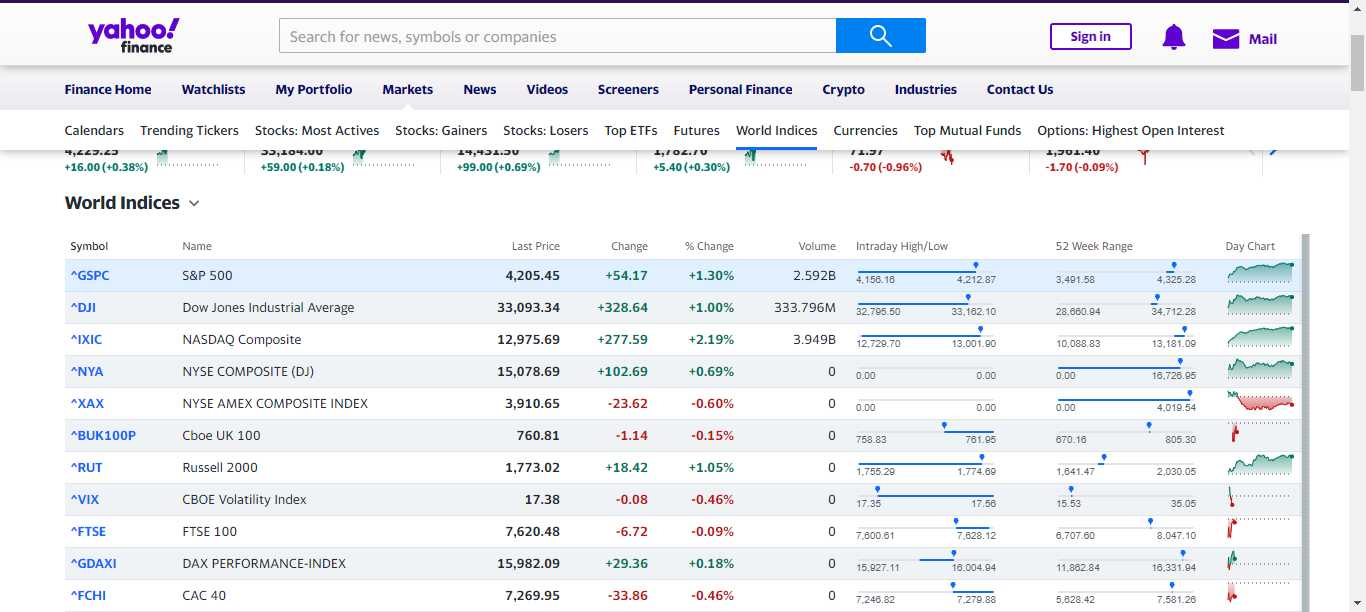 yahoo!
finance
Search for news, symbols or companies
Sign in
Mail
Finance Home Watchlists My Portfolio Markets News Videos Screeners Personal Finance Crypto Industries Contact Us
Calendars Trending Tickers Stocks: Most Actives Stocks: Gainers Stocks: Losers Top ETFs Futures World Indices Currencies Top Mutual Funds Options: Highest Open Interest
4,229.25 33,184.00 14,431.50 1,782.70 71.97 1,961.40
+16.00 (+0.38%) +59.00 (+0.18%) +99.00 (+0.69%) +5.40 (+0.30%) -0.70 (-0.96%) -1.70 (-0.09%)
World Indices
Symbol Name Last Price Change % Change Volume Intraday High/Low 52 Week Range Day Chart
^GSPC S&P 500 4,205.45 +54.17 +1.30% 2.592B 4,156.16 4,212.87 3,491.58 4,325.28
^DJI Dow Jones Industrial Average 33,093.34 +328.64 +1.00% 333.796M 32,795.50 33,162.10 28,660.94 34,712.28
^IXIC NASDAQ Composite 12,975.69 +277.59 +2.19% 3.949B 12,729.70 13,001.90 10,088.83 13,181.09
^NYA NYSE COMPOSITE (DJ) 15,078.69 +102.69 +0.69% 0 0.00 0.00 0.00 16,726.95
^XAX NYSE AMEX COMPOSITE INDEX 3,910.65 -23.62 -0.60% 0 0.00 0.00 0.00 4,019.54
^BUK100P Cboe UK 100 760.81 -1.14 -0.15% 0 758.83 761.95 670.16 805.30
^RUT Russell 2000 1,773.02 +18.42 +1.05% 0 1,755.29 1,774.69 1,641.47 2,030.05
^VIX CBOE Volatility Index 17.38 -0.08 -0.46% 0 17.35 17.56 15.53 35.05
^FTSE FTSE 100 7,620.48 -6.72 -0.09% 0 7,600.61 7,628.12 6,707.60 8,047.10
^GDAXI DAX PERFORMANCE-INDEX 15,982.09 +29.36 +0.18% 0 15,927.11 16,004.94 11,862.84 16,331.94
^FCHI CAC 40 7,269.95 -33.86 -0.46% 0 7,246.82 7,279.88 5,628.42 7,581.26